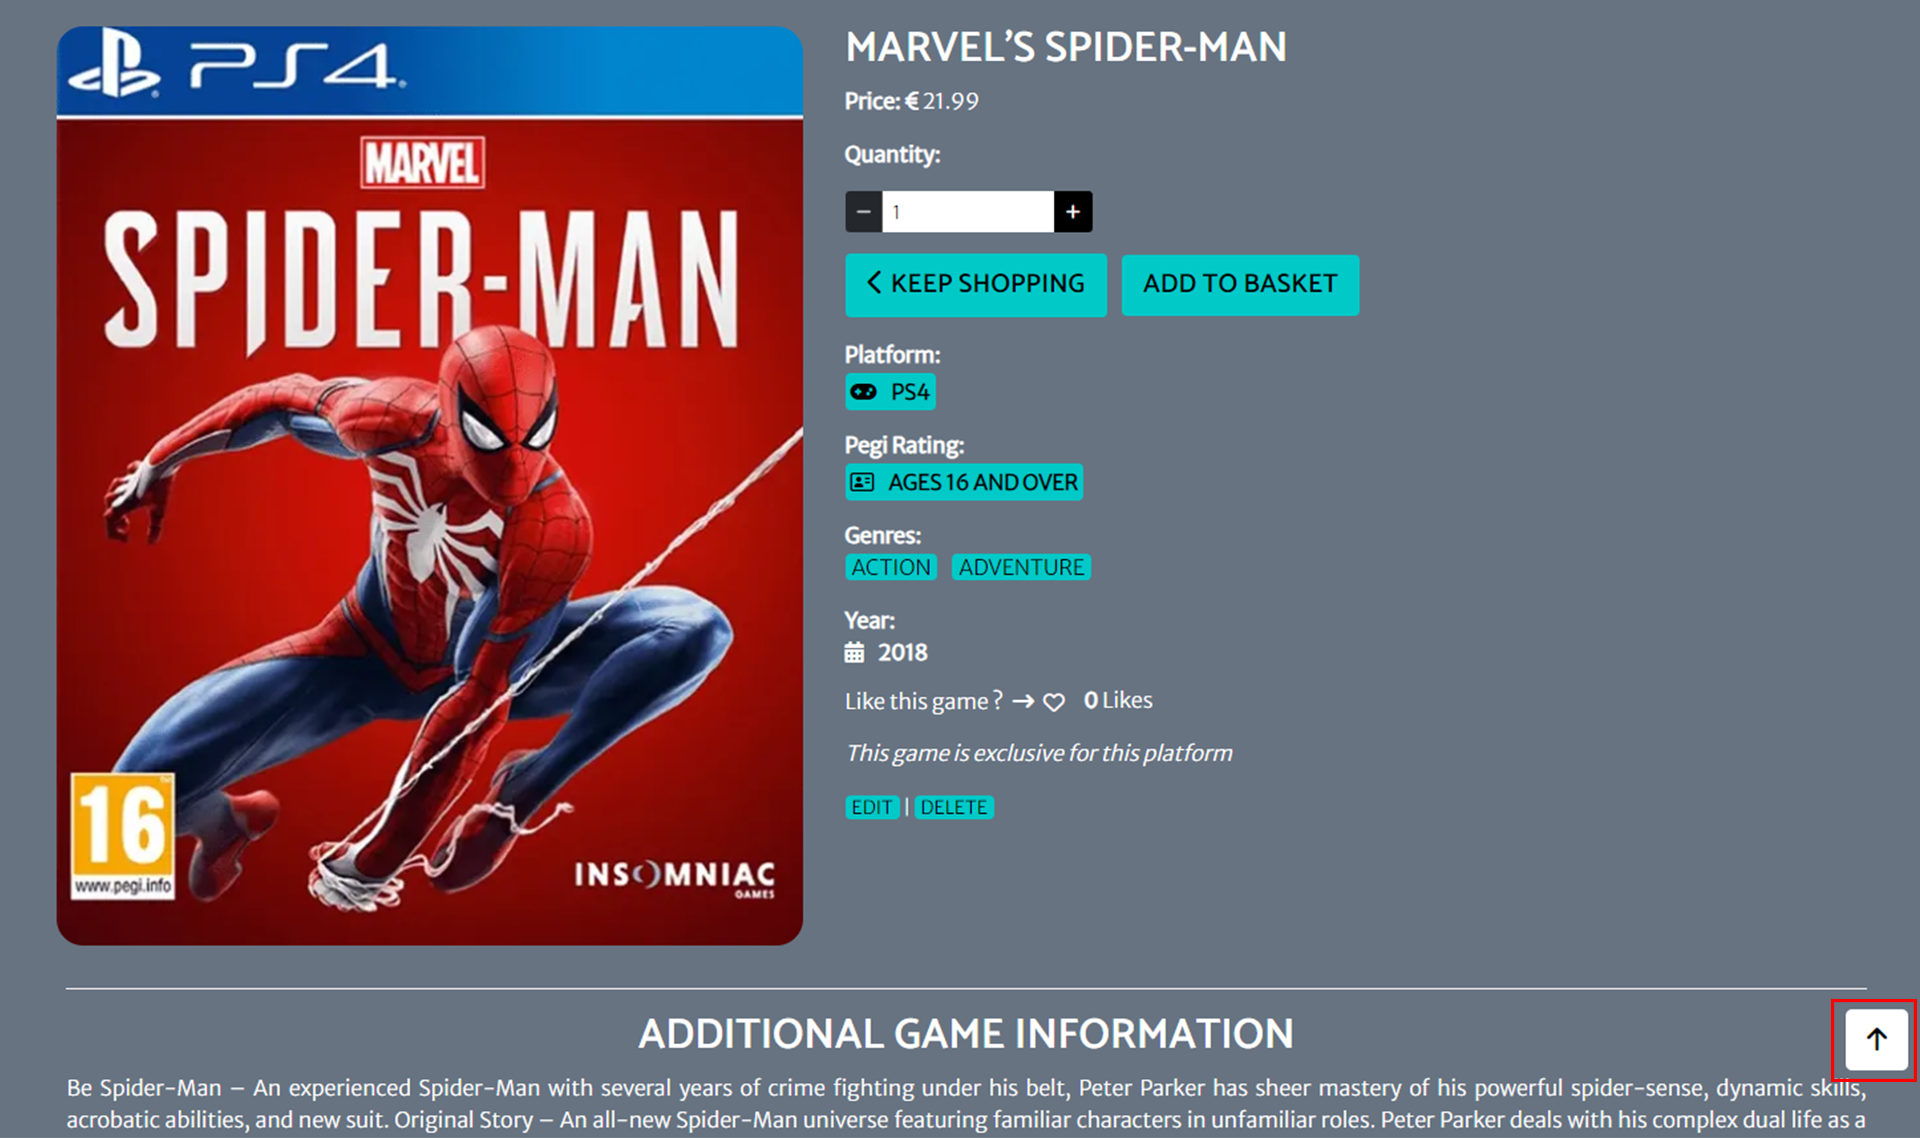 PS4
MARVEL
SPIDER-MAN
16
www.pegi.info
INSOMNIAC
GAMES
MARVEL'S SPIDER-MAN
Price: € 21.99
Quantity:
− 1 +
KEEP SHOPPING ADD TO BASKET
Platform:
PS4
Pegi Rating:
AGES 16 AND OVER
Genres:
ACTION ADVENTURE
Year:
2018
Like this game ? → 0 Likes
This game is exclusive for this platform
EDIT | DELETE
ADDITIONAL GAME INFORMATION
Be Spider-Man – An experienced Spider-Man with several years of crime fighting under his belt, Peter Parker has sheer mastery of his powerful spider-sense, dynamic skills,
acrobatic abilities, and new suit. Original Story – An all-new Spider-Man universe featuring familiar characters in unfamiliar roles. Peter Parker deals with his complex dual life as a